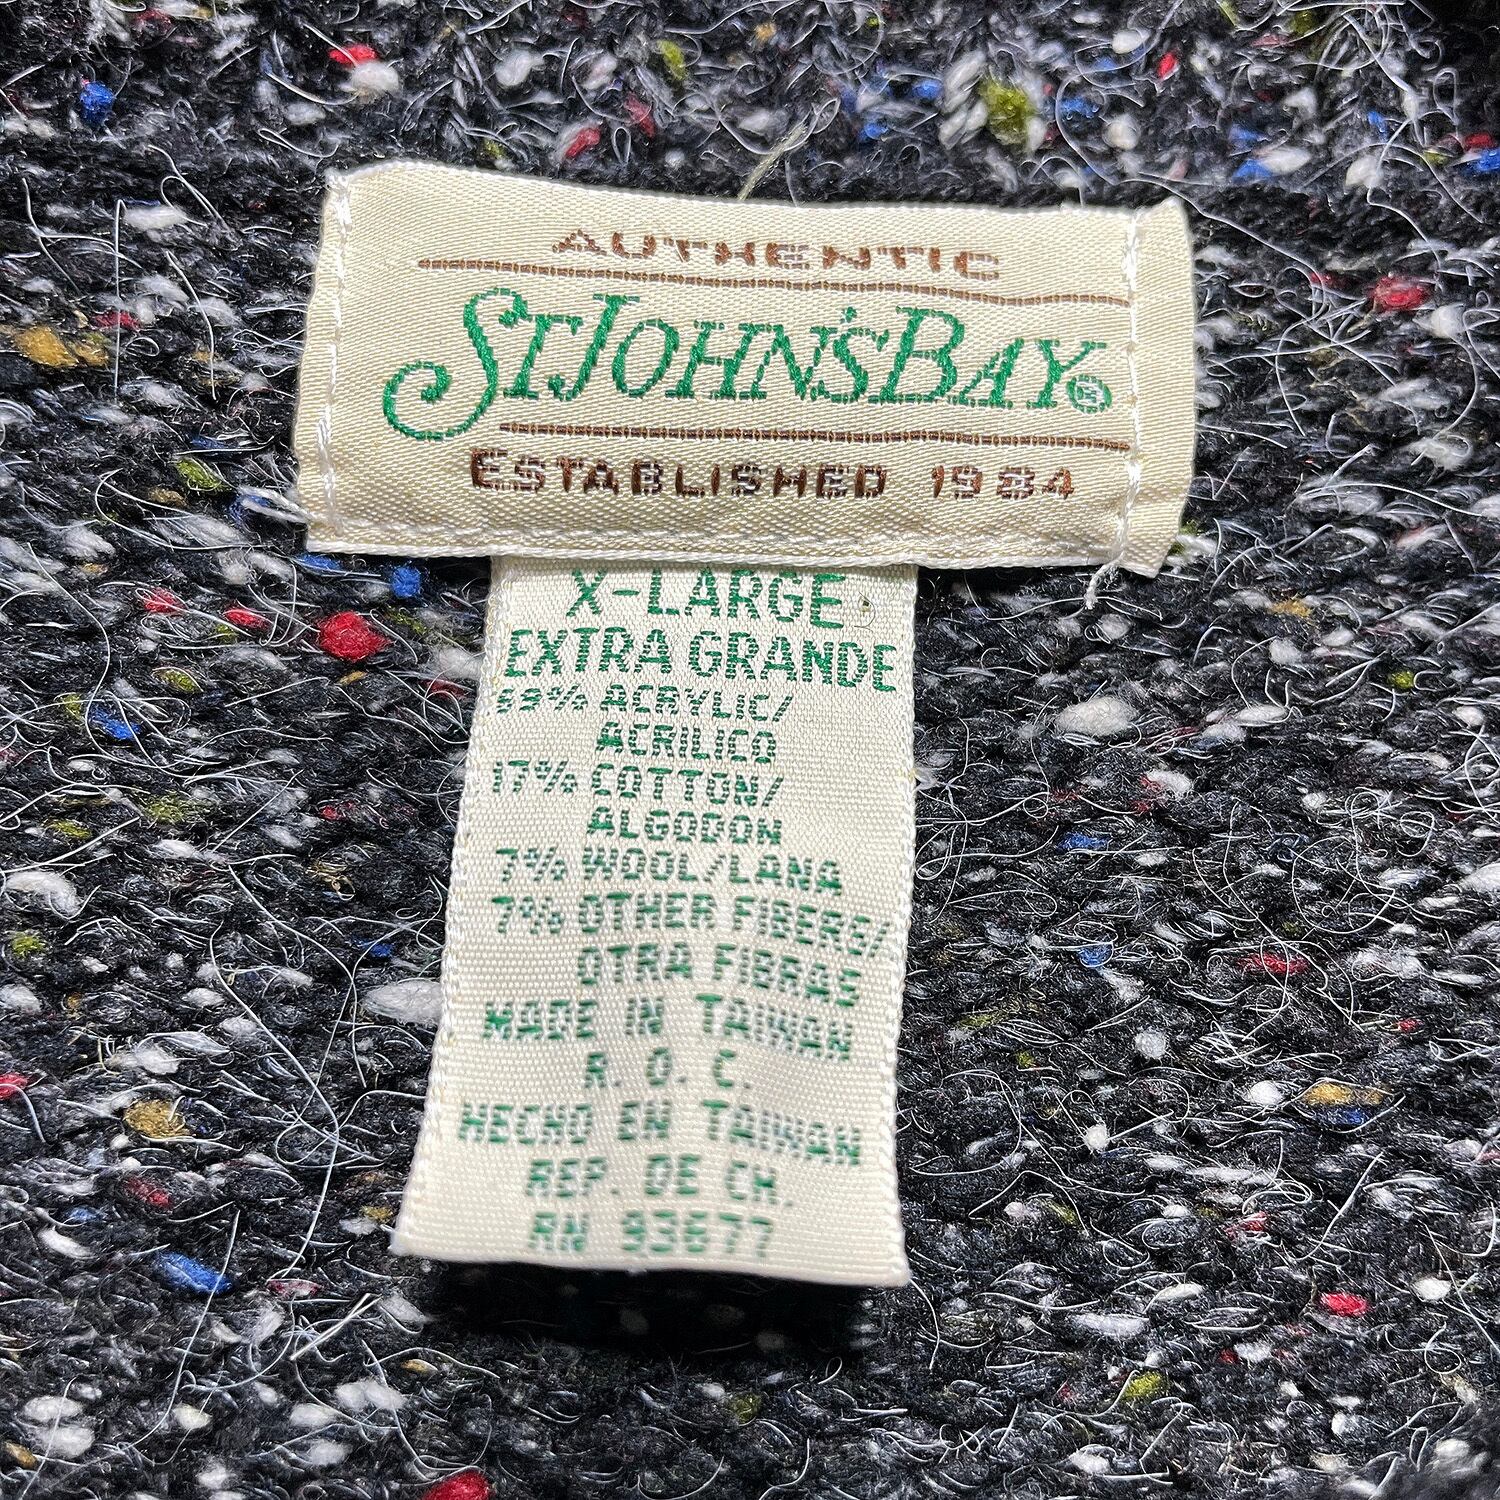 AUTHENTIC
ST JOHN'S BAY®
ESTABLISHED 1984
X-LARGE
EXTRA GRANDE
69% ACRYLIC/
ACRILICO
17% COTTON/
ALGODON
7% WOOL/LANA
7% OTHER FIBERS/
OTRA FIBRAS
MADE IN TAIWAN
R. O. C.
HECHO EN TAIWAN
REP. DE CH.
RN 93677